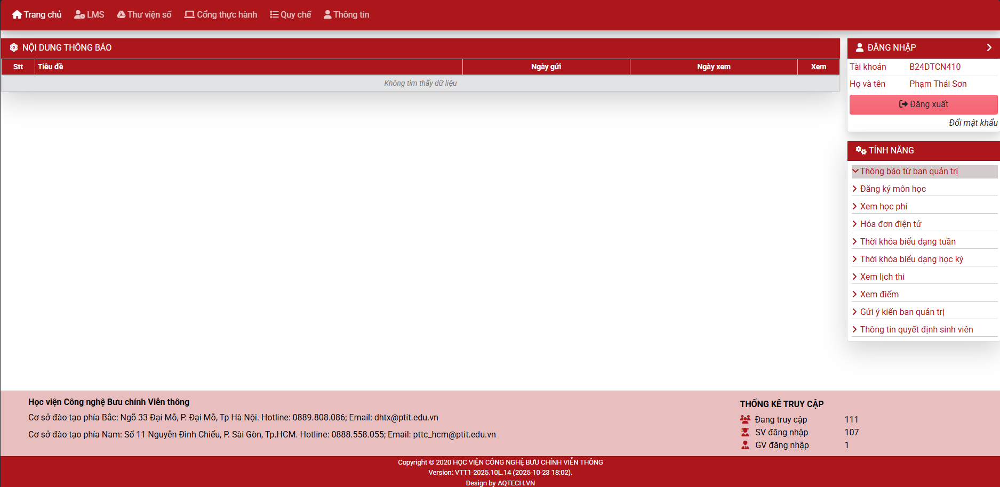 Trang chủ LMS Thư viện số Cổng thực hành Quy chế Thông tin
NỘI DUNG THÔNG BÁO
Stt Tiêu đề Ngày gửi Ngày xem Xem
Không tìm thấy dữ liệu
ĐĂNG NHẬP
Tài khoản B24DTCN410
Họ và tên Phạm Thái Sơn
Đăng xuất
Đổi mật khẩu
TÍNH NĂNG
Thông báo từ ban quản trị
Đăng ký môn học
Xem học phí
Hóa đơn điện tử
Thời khóa biểu dạng tuần
Thời khóa biểu dạng học kỳ
Xem lịch thi
Xem điểm
Gửi ý kiến ban quản trị
Thông tin quyết định sinh viên
Học viện Công nghệ Bưu chính Viễn thông
Cơ sở đào tạo phía Bắc: Ngõ 33 Đại Mỗ, P. Đại Mỗ, Tp Hà Nội. Hotline: 0889.808.086; Email: dhtx@ptit.edu.vn
Cơ sở đào tạo phía Nam: Số 11 Nguyễn Đình Chiểu, P. Sài Gòn, Tp.HCM. Hotline: 0888.558.055; Email: pttc_hcm@ptit.edu.vn
THỐNG KÊ TRUY CẬP
Đang truy cập 111
SV đăng nhập 107
GV đăng nhập 1
Copyright © 2020 HỌC VIỆN CÔNG NGHỆ BƯU CHÍNH VIỄN THÔNG
Version: VTT1-2025.10L.14 (2025-10-23 18:02).
Design by AQTECH.VN